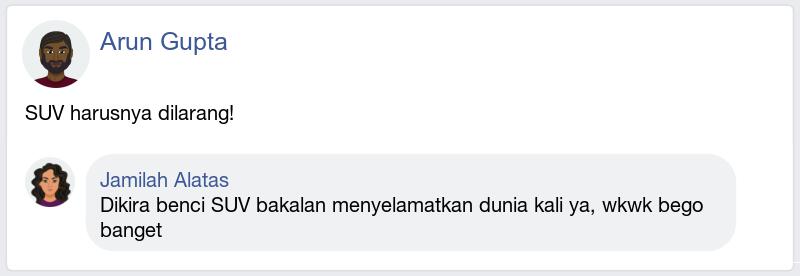 Arun Gupta
SUV harusnya dilarang!
Jamilah Alatas
Dikira benci SUV bakalan menyelamatkan dunia kali ya, wkwk bego
banget